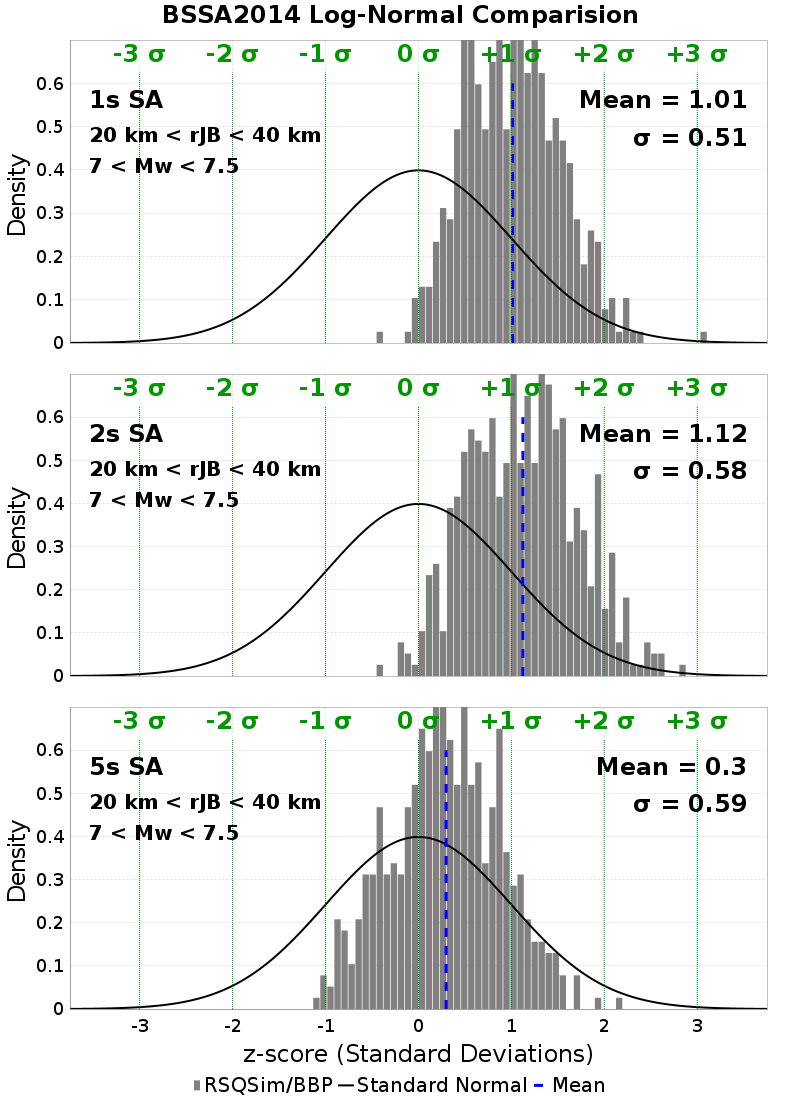 BSSA2014 Log-Normal Comparision
-3 σ -2 σ -1 σ 0 σ +1 σ +2 σ +3 σ
1s SA
20 km < rJB < 40 km
7 < Mw < 7.5
Mean = 1.01
σ = 0.51
Density
0.6
0.5
0.4
0.3
0.2
0.1
0
-3 σ -2 σ -1 σ 0 σ +1 σ +2 σ +3 σ
2s SA
20 km < rJB < 40 km
7 < Mw < 7.5
Mean = 1.12
σ = 0.58
Density
0.6
0.5
0.4
0.3
0.2
0.1
0
-3 σ -2 σ -1 σ 0 σ +1 σ +2 σ +3 σ
5s SA
20 km < rJB < 40 km
7 < Mw < 7.5
Mean = 0.3
σ = 0.59
Density
0.6
0.5
0.4
0.3
0.2
0.1
0
-3 -2 -1 0 1 2 3
z-score (Standard Deviations)
RSQSim/BBP Standard Normal Mean